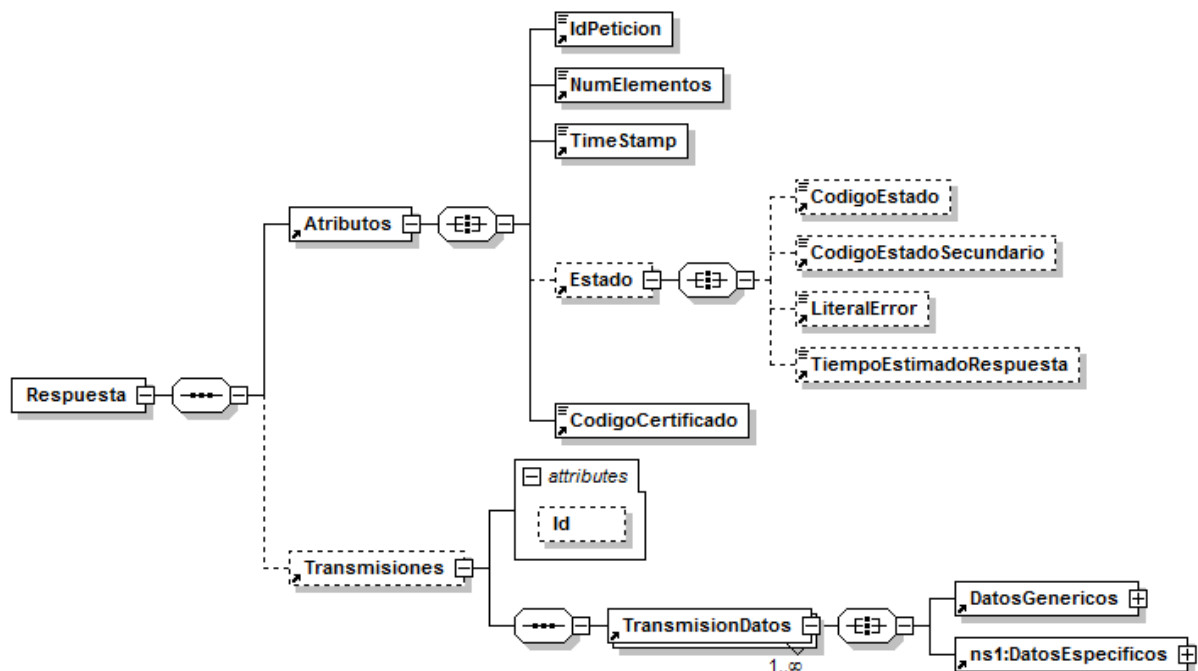 IdPeticion
NumElementos
TimeStamp
CodigoEstado
CodigoEstadoSecundario
Atributos
Estado
LiteralError
TiempoEstimadoRespuesta
Respuesta
CodigoCertificado
attributes
Id
Transmisiones
TransmisionDatos
1..∞
DatosGenericos
ns1:DatosEspecificos